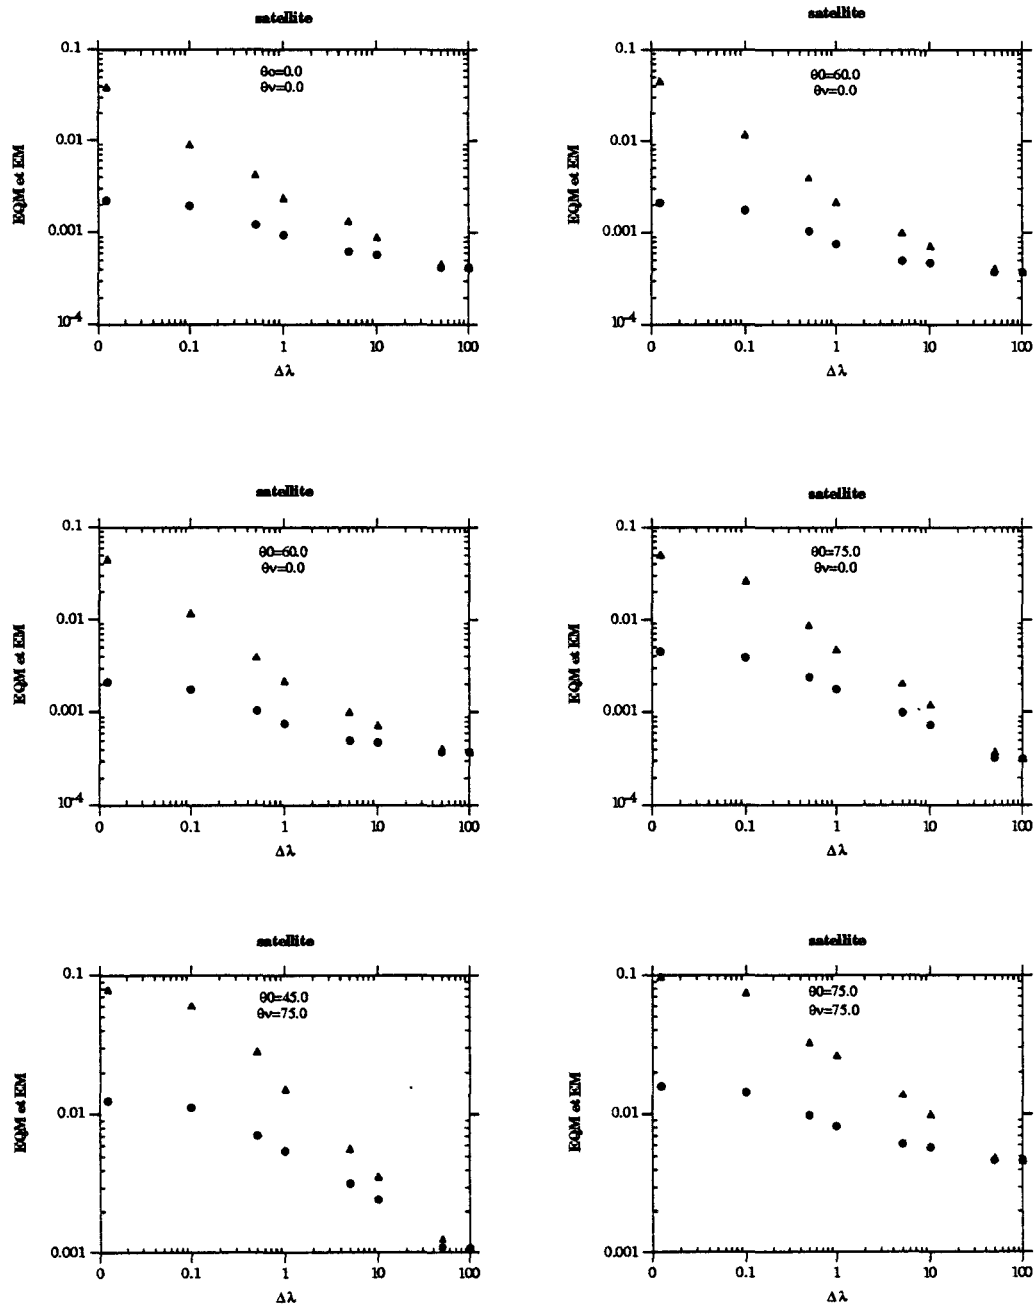 satellite
0.1
θo=0.0
θv=0.0
0.01
EQM et EM
0.001
10-4
0 0.1 1 10 100
Δλ
satellite
0.1
θ0=60.0
θv=0.0
0.01
EQM et EM
0.001
10-4
0 0.1 1 10 100
Δλ
satellite
0.1
θ0=60.0
θv=0.0
0.01
EQM et EM
0.001
10-4
0 0.1 1 10 100
Δλ
satellite
0.1
θ0=75.0
θv=0.0
0.01
EQM et EM
0.001
10-4
0 0.1 1 10 100
Δλ
satellite
0.1
θ0=45.0
θv=75.0
EQM et EM
0.01
0.001
0 0.1 1 10 100
Δλ
satellite
0.1
θ0=75.0
θv=75.0
EQM et EM
0.01
0.001
0 0.1 1 10 100
Δλ